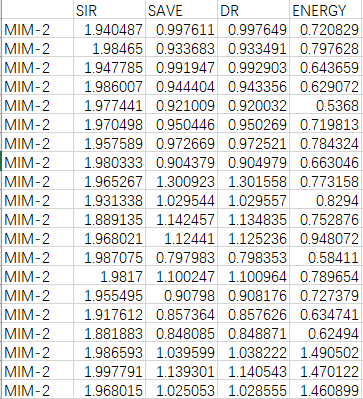 SIR SAVE DR ENERGY
MIM-2 1.940487 0.997611 0.997649 0.720829
MIM-2 1.98465 0.933683 0.933491 0.797628
MIM-2 1.947785 0.991947 0.992903 0.643659
MIM-2 1.986007 0.944404 0.943356 0.629072
MIM-2 1.977441 0.921009 0.920032 0.5368
MIM-2 1.970498 0.950446 0.950269 0.719813
MIM-2 1.957589 0.972669 0.972521 0.784324
MIM-2 1.980333 0.904379 0.904979 0.663046
MIM-2 1.965267 1.300923 1.301558 0.773158
MIM-2 1.931338 1.029544 1.029557 0.8294
MIM-2 1.889135 1.142457 1.134835 0.752876
MIM-2 1.968021 1.12441 1.125236 0.948072
MIM-2 1.987075 0.797983 0.798353 0.58411
MIM-2 1.9817 1.100247 1.100964 0.789654
MIM-2 1.955495 0.90798 0.908176 0.727379
MIM-2 1.917612 0.857364 0.857626 0.634741
MIM-2 1.881883 0.848085 0.848871 0.62494
MIM-2 1.986593 1.039599 1.038222 1.490502
MIM-2 1.997791 1.139301 1.140543 1.470122
MIM-2 1.968015 1.025053 1.028555 1.460899